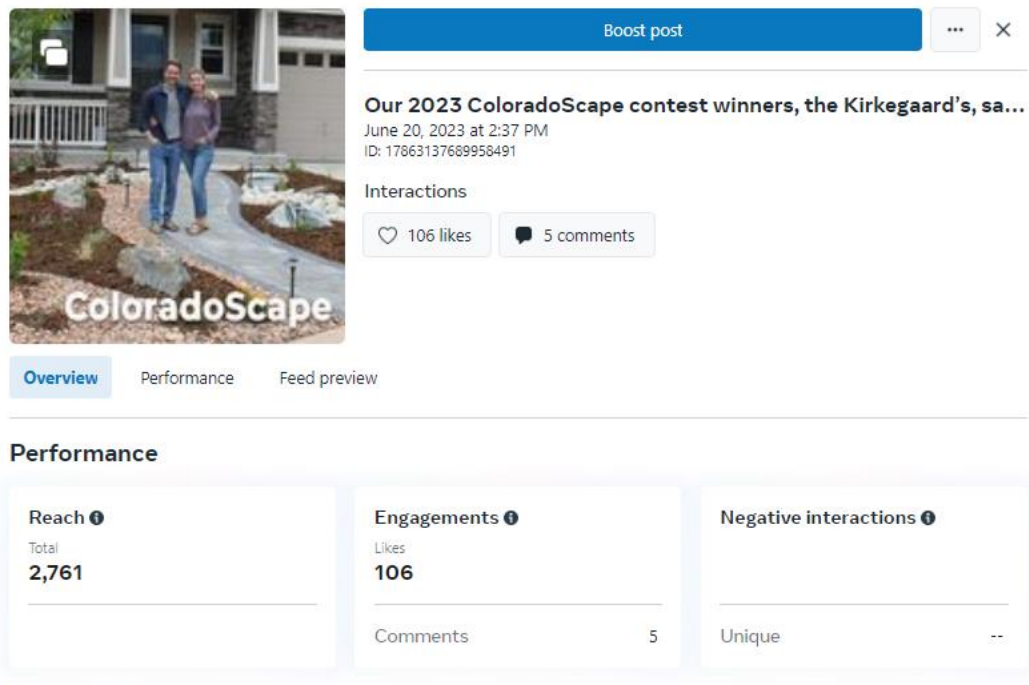 Boost post
Our 2023 ColoradoScape contest winners, the Kirkegaard's, sa...
June 20, 2023 at 2:37 PM
ID: 17863137689958491
Interactions
106 likes
5 comments
ColoradoScape
Overview
Performance
Feed preview
Performance
Reach
Total
2,761
Engagements
Likes
106
Comments 5
Negative interactions
Unique --